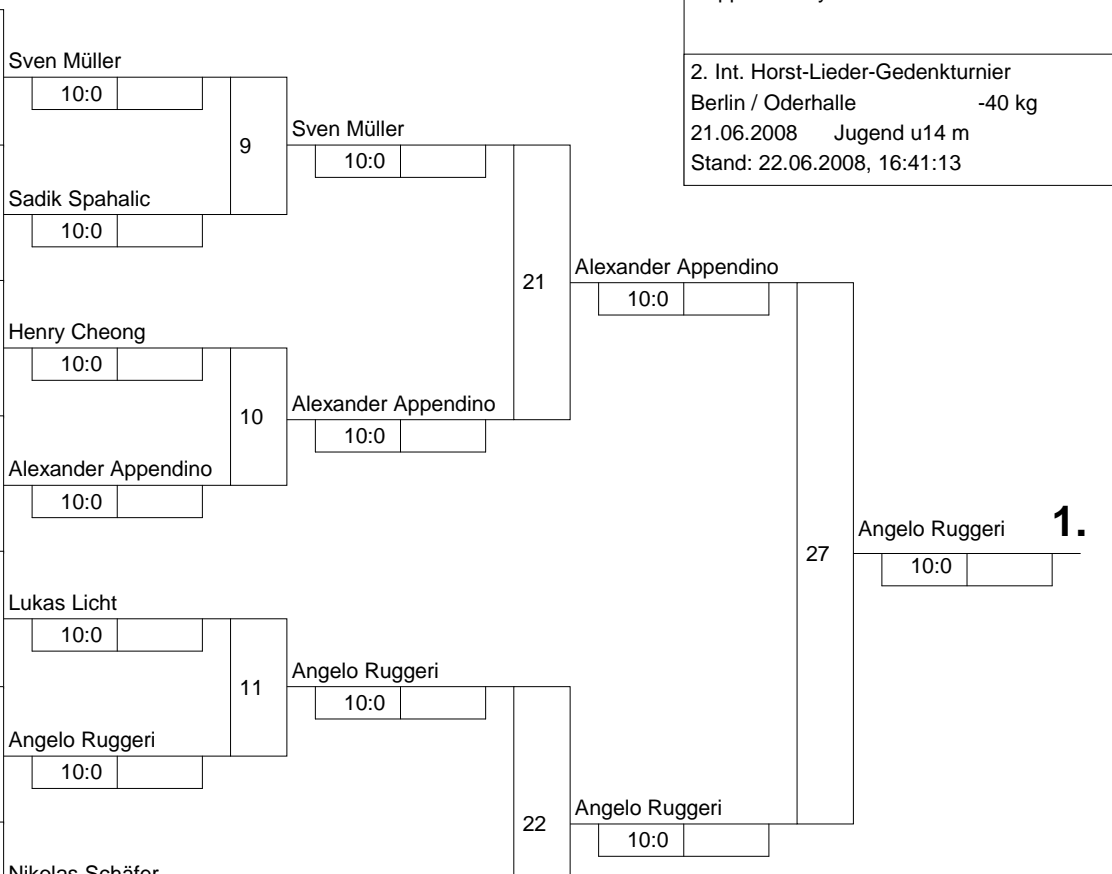 2. Int. Horst-Lieder-Gedenkturnier
Berlin / Oderhalle -40 kg
21.06.2008 Jugend u14 m
Stand: 22.06.2008, 16:41:13
Sven Müller
10:0
9
Sven Müller
10:0
Sadik Spahalic
10:0
21
Alexander Appendino
10:0
Henry Cheong
10:0
10
Alexander Appendino
10:0
Alexander Appendino
10:0
27
Angelo Ruggeri 1.
10:0
Lukas Licht
10:0
11
Angelo Ruggeri
10:0
Angelo Ruggeri
10:0
22
Angelo Ruggeri
10:0
Nikolas Schäfer